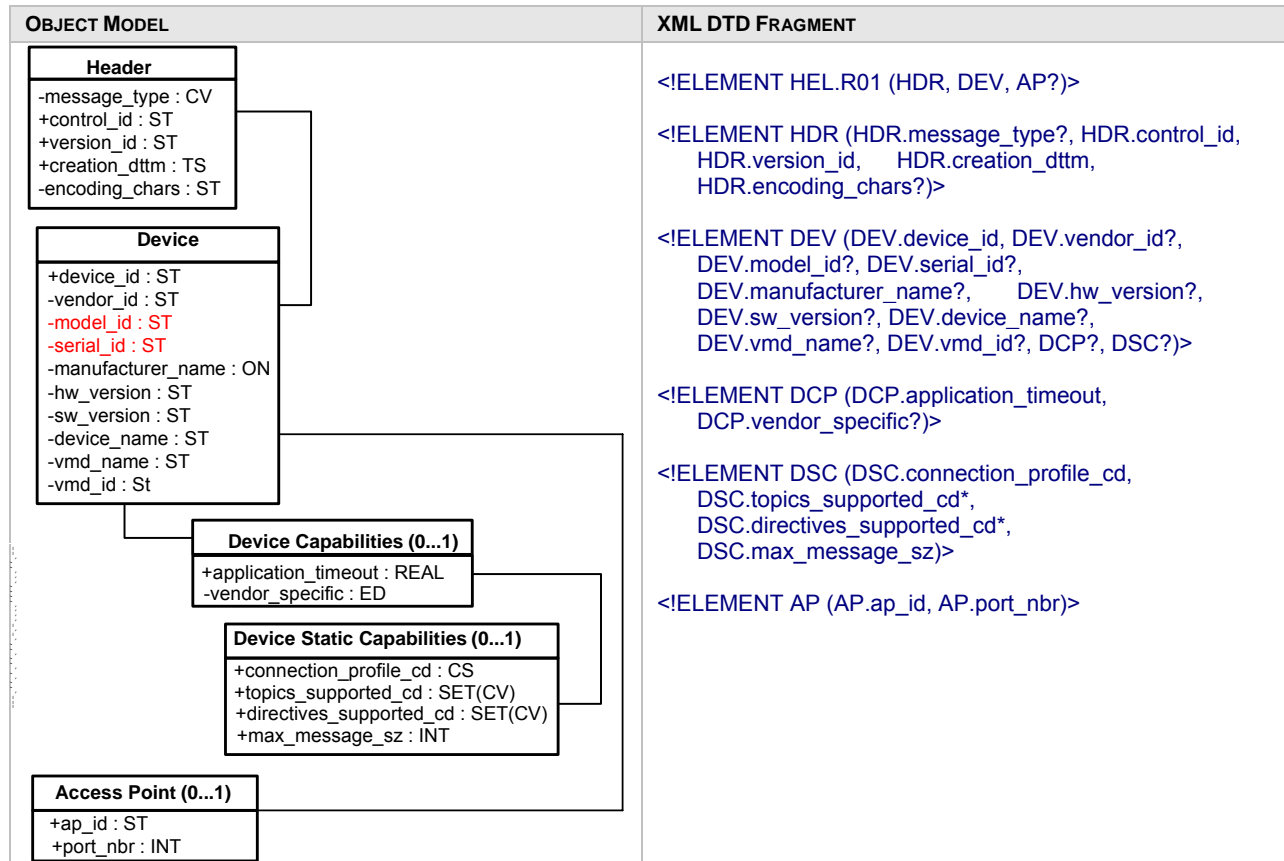 OBJECT MODEL
Header
-message_type : CV
+control_id : ST
+version_id : ST
+creation_dttm : TS
-encoding_chars : ST
Device
+device_id : ST
-vendor_id : ST
-model_id : ST
-serial_id : ST
-manufacturer_name : ON
-hw_version : ST
-sw_version : ST
-device_name : ST
-vmd_name : ST
-vmd_id : St
Device Capabilities (0...1)
+application_timeout : REAL
-vendor_specific : ED
Device Static Capabilities (0...1)
+connection_profile_cd : CS
+topics_supported_cd : SET(CV)
+directives_supported_cd : SET(CV)
+max_message_sz : INT
Access Point (0...1)
+ap_id : ST
+port_nbr : INT
XML DTD FRAGMENT
<!ELEMENT HEL.R01 (HDR, DEV, AP?)>
<!ELEMENT HDR (HDR.message_type?, HDR.control_id,
HDR.version_id, HDR.creation_dttm,
HDR.encoding_chars?)>
<!ELEMENT DEV (DEV.device_id, DEV.vendor_id?,
DEV.model_id?, DEV.serial_id?,
DEV.manufacturer_name?, DEV.hw_version?,
DEV.sw_version?, DEV.device_name?,
DEV.vmd_name?, DEV.vmd_id?, DCP?, DSC?)>
<!ELEMENT DCP (DCP.application_timeout,
DCP.vendor_specific?)>
<!ELEMENT DSC (DSC.connection_profile_cd,
DSC.topics_supported_cd*,
DSC.directives_supported_cd*,
DSC.max_message_sz)>
<!ELEMENT AP (AP.ap_id, AP.port_nbr)>